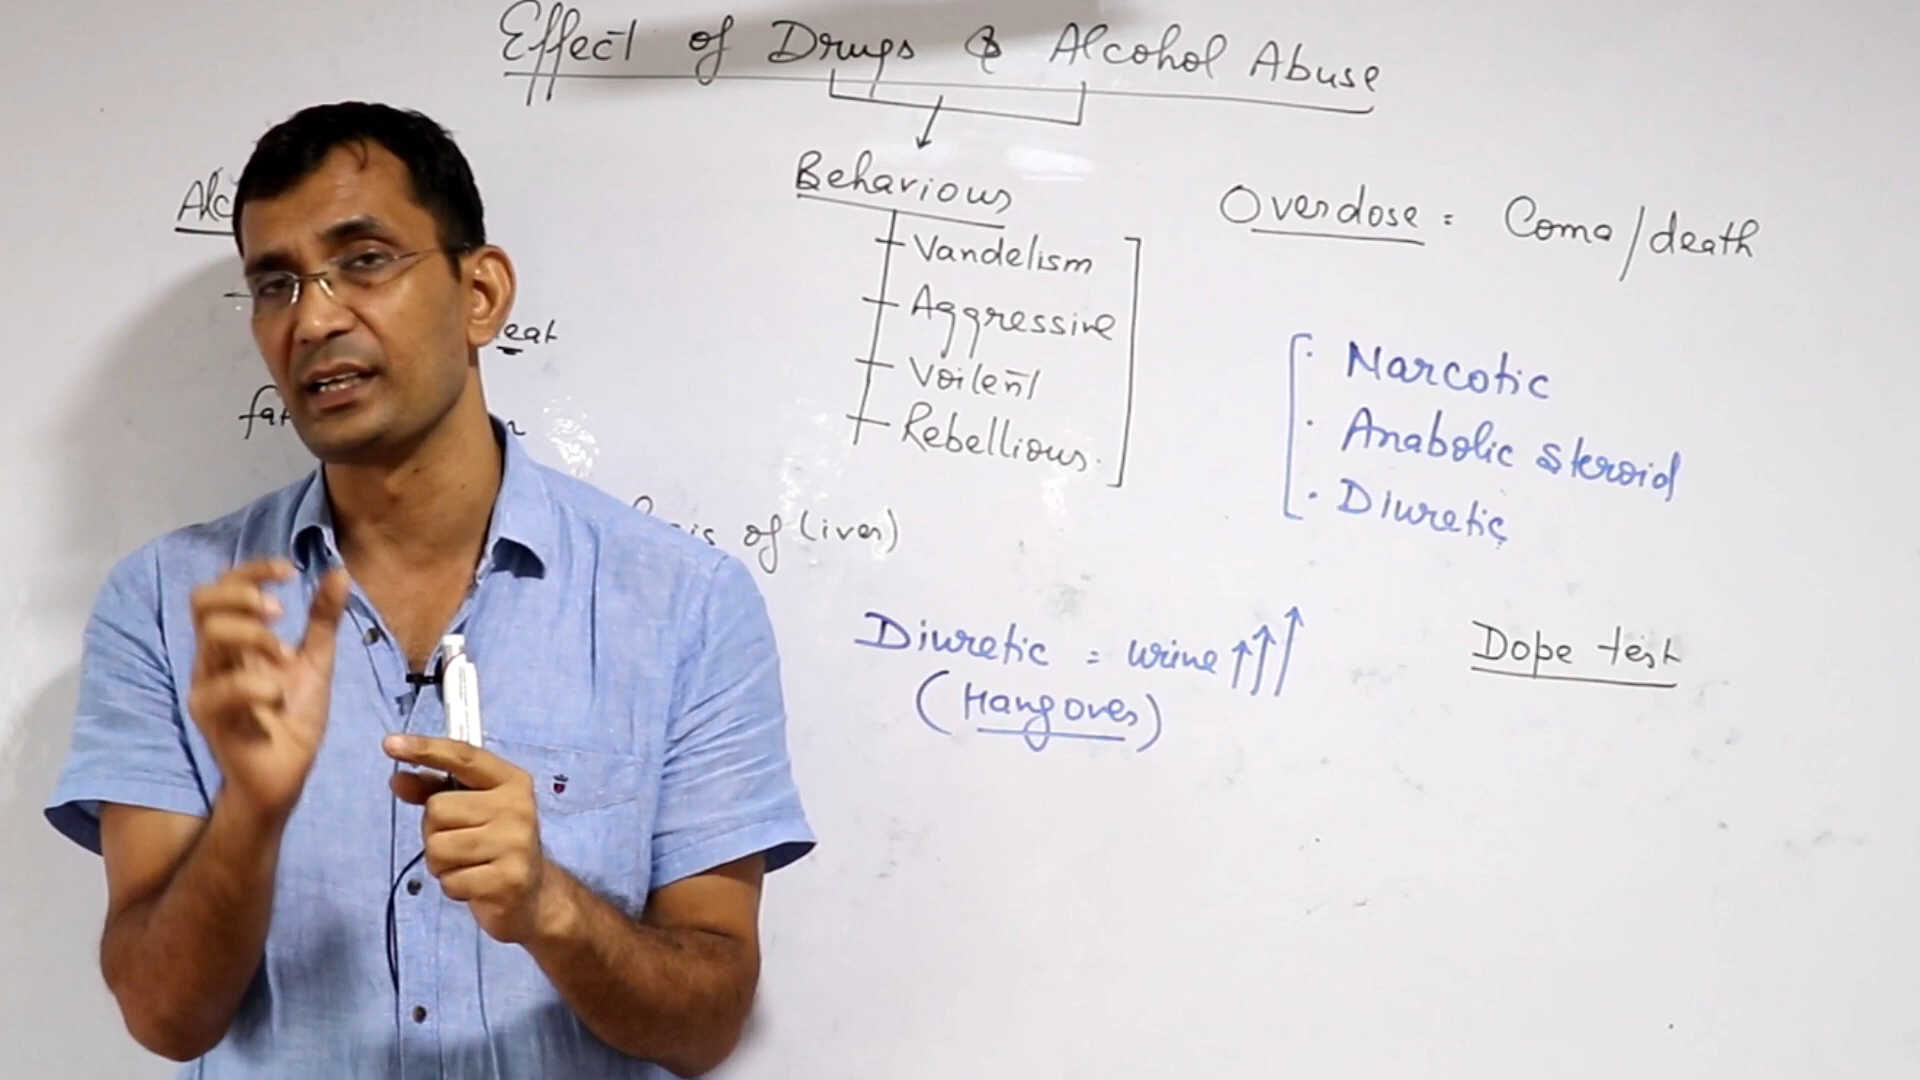 Effect of Drugs & Alcohol Abuse
Behavious
Vandelism
Aggressive
Voilent
Rebellious.
Overdose = Coma/death
Narcotic
Anabolic steroid
Diuretic
of liver)
Diuretic = urine ↑↑↑
(Hangover)
Dope test